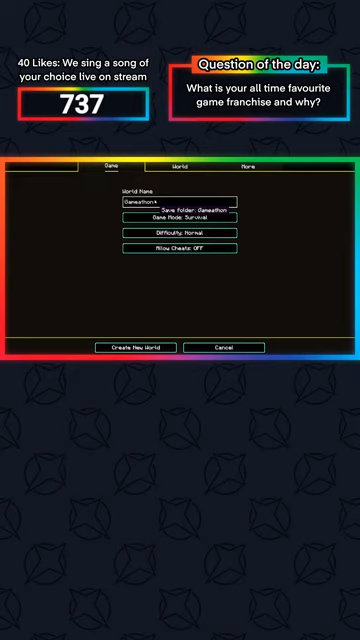 40 Likes: We sing a song of
your choice live on stream
737
Question of the day:
What is your all time favourite
game franchise and why?
Game
World
More
World Name
Gameathon
Save folder: Gameathon
Game Mode: Survival
Difficulty: Normal
Allow Cheats: OFF
Create New World
Cancel